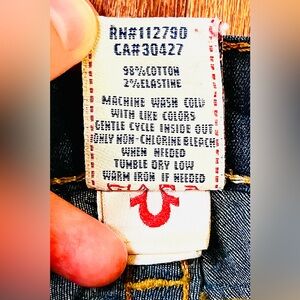 RN#112790
CA#30427
98%COTTON
2%ELASTINE
MACHINE WASH COLD
WITH LIKE COLORS
GENTLE CYCLE INSIDE OUT
ONLY NON-CHLORINE BLEACH
WHEN NEEDED
TUMBLE DRY LOW
WARM IRON IF NEEDED